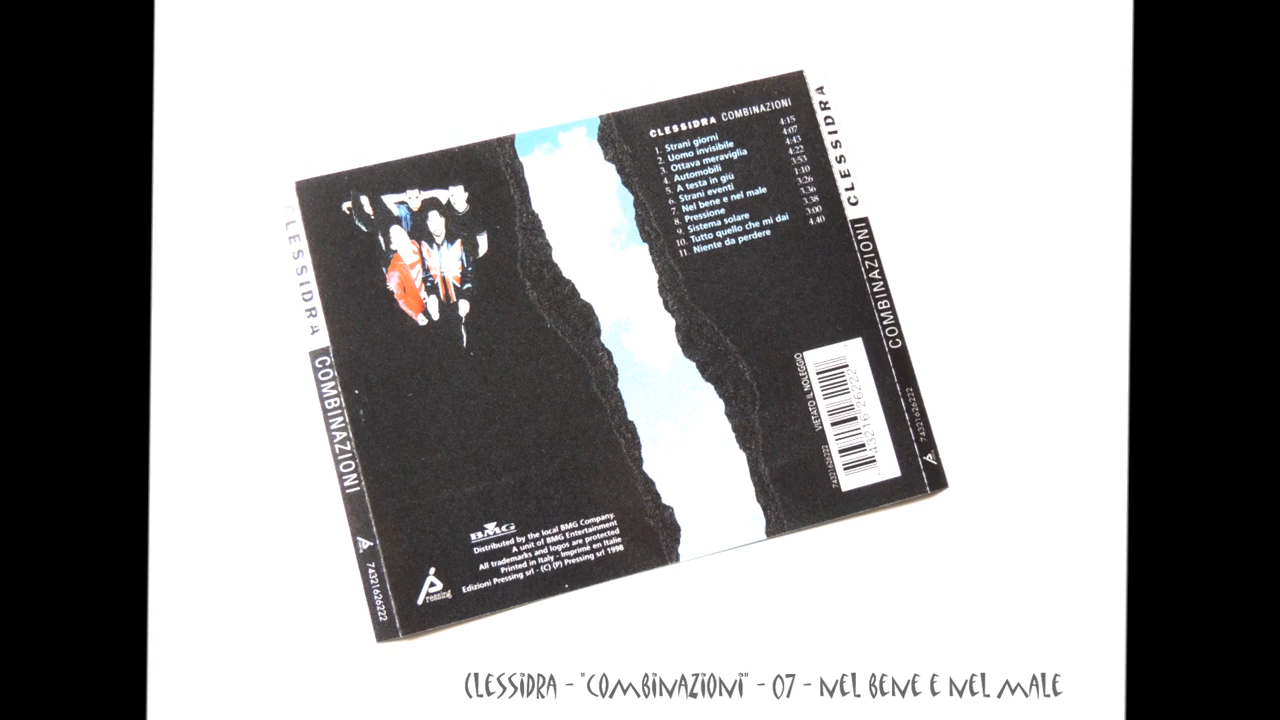 CLESSIDRA COMBINAZIONI
1. Strani giorni 4:15
2. Uomo invisibile 4:07
3. Ottava meraviglia 4:43
4. Automobili 4:22
5. A testa in giù 3:53
6. Strani eventi 1:10
7. Nel bene e nel male 3:26
8. Pressione 3.36
9. Sistema solare 3.38
10. Tutto quello che mi dai 3:00
11. Niente da perdere 4.40
CLESSIDRA COMBINAZIONI
74321626222
CLESSIDRA COMBINAZIONI
74321626222
VIETATO IL NOLEGGIO
74321626222
43216 26222
BMG
Distributed by the local BMG Company.
A unit of BMG Entertainment
All trademarks and logos are protected
Printed in Italy - Imprimé en Italie
Edizioni Pressing srl - (C) (P) Pressing srl 1998
Pressing
CLESSIDRA - "COMBINAZIONI" - 07 - NEL BENE E NEL MALE